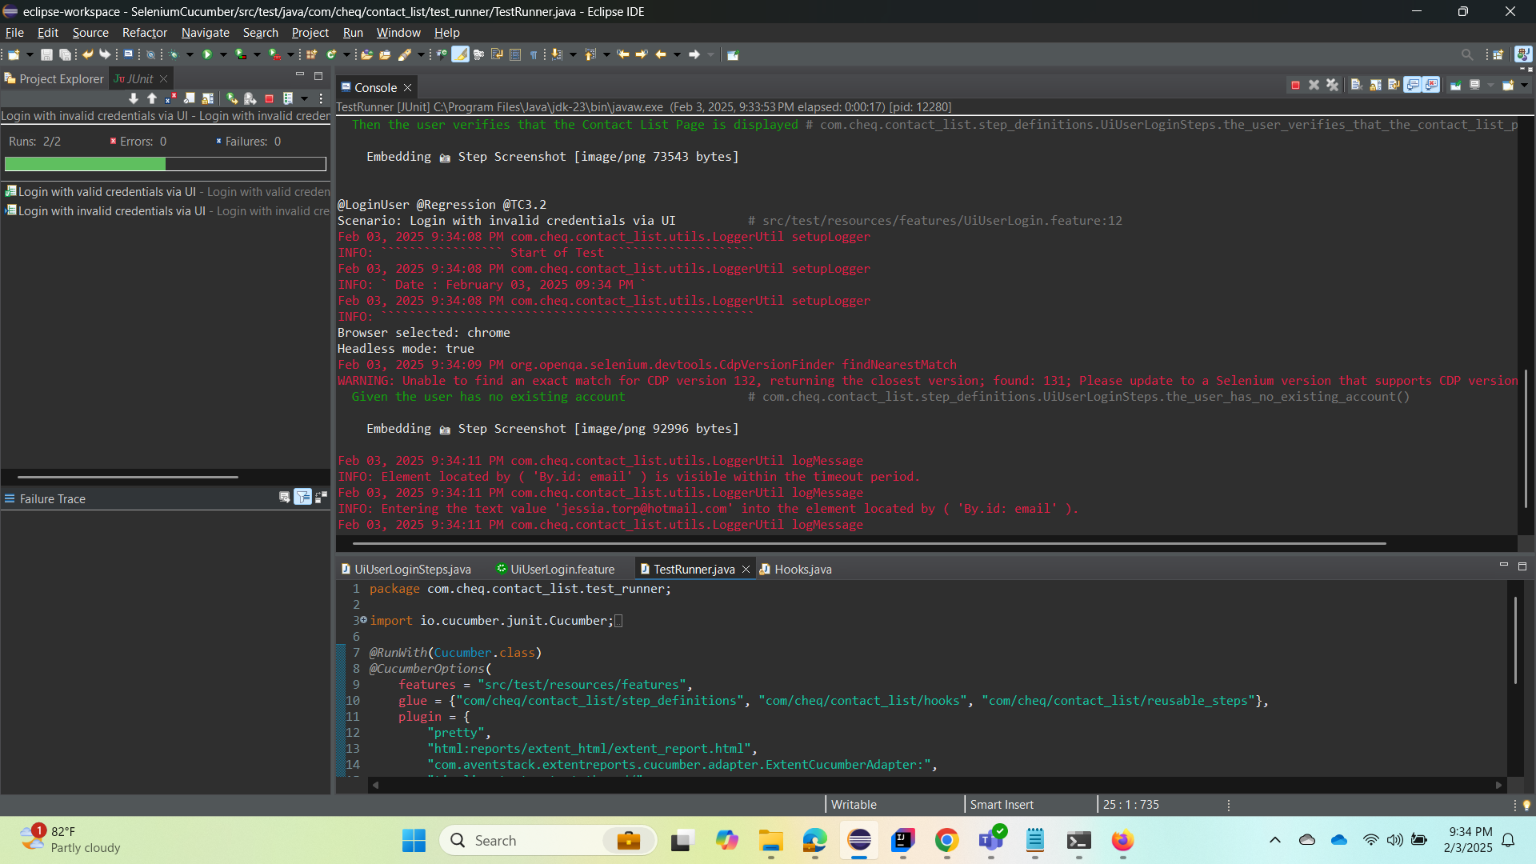 eclipse-workspace - SeleniumCucumber/src/test/java/com/cheq/contact_list/test_runner/TestRunner.java - Eclipse IDE
File Edit Source Refactor Navigate Search Project Run Window Help
Project Explorer JUnit
Login with invalid credentials via UI - Login with invalid creder
Runs: 2/2 Errors: 0 Failures: 0
Login with valid credentials via UI - Login with valid creden
Login with invalid credentials via UI - Login with invalid cre
Failure Trace
Console
TestRunner [JUnit] C:\Program Files\Java\jdk-23\bin\javaw.exe (Feb 3, 2025, 9:33:53 PM elapsed: 0:00:17) [pid: 12280]
Then the user verifies that the Contact List Page is displayed # com.cheq.contact_list.step_definitions.UiUserLoginSteps.the_user_verifies_that_the_contact_list_p
Embedding Step Screenshot [image/png 73543 bytes]
@LoginUser @Regression @TC3.2
Scenario: Login with invalid credentials via UI # src/test/resources/features/UiUserLogin.feature:12
Feb 03, 2025 9:34:08 PM com.cheq.contact_list.utils.LoggerUtil setupLogger
INFO: ````````````````` Start of Test ````````````````````
Feb 03, 2025 9:34:08 PM com.cheq.contact_list.utils.LoggerUtil setupLogger
INFO: ` Date : February 03, 2025 09:34 PM `
Feb 03, 2025 9:34:08 PM com.cheq.contact_list.utils.LoggerUtil setupLogger
INFO: ````````````````````````````````````````````````````
Browser selected: chrome
Headless mode: true
Feb 03, 2025 9:34:09 PM org.openqa.selenium.devtools.CdpVersionFinder findNearestMatch
WARNING: Unable to find an exact match for CDP version 132, returning the closest version; found: 131; Please update to a Selenium version that supports CDP version
Given the user has no existing account # com.cheq.contact_list.step_definitions.UiUserLoginSteps.the_user_has_no_existing_account()
Embedding Step Screenshot [image/png 92996 bytes]
Feb 03, 2025 9:34:11 PM com.cheq.contact_list.utils.LoggerUtil logMessage
INFO: Element located by ( 'By.id: email' ) is visible within the timeout period.
Feb 03, 2025 9:34:11 PM com.cheq.contact_list.utils.LoggerUtil logMessage
INFO: Entering the text value 'jessia.torp@hotmail.com' into the element located by ( 'By.id: email' ).
Feb 03, 2025 9:34:11 PM com.cheq.contact_list.utils.LoggerUtil logMessage
UiUserLoginSteps.java UiUserLogin.feature TestRunner.java Hooks.java
1 package com.cheq.contact_list.test_runner;
2
3 import io.cucumber.junit.Cucumber;
6
7 @RunWith(Cucumber.class)
8 @CucumberOptions(
9 features = "src/test/resources/features",
10 glue = {"com/cheq/contact_list/step_definitions", "com/cheq/contact_list/hooks", "com/cheq/contact_list/reusable_steps"},
11 plugin = {
12 "pretty",
13 "html:reports/extent_html/extent_report.html",
14 "com.aventstack.extentreports.cucumber.adapter.ExtentCucumberAdapter:",
Writable Smart Insert 25 : 1 : 735
1 82°F
Partly cloudy
Search
9:34 PM
2/3/2025